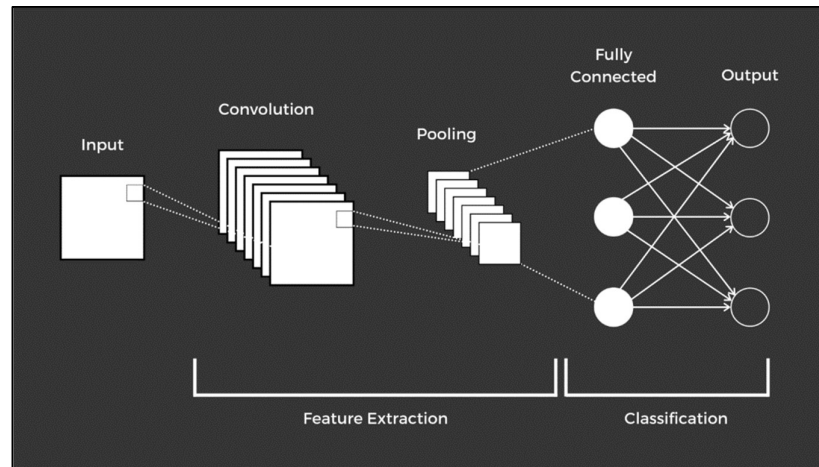 Input
Convolution
Pooling
Fully
Connected
Output
Feature Extraction
Classification